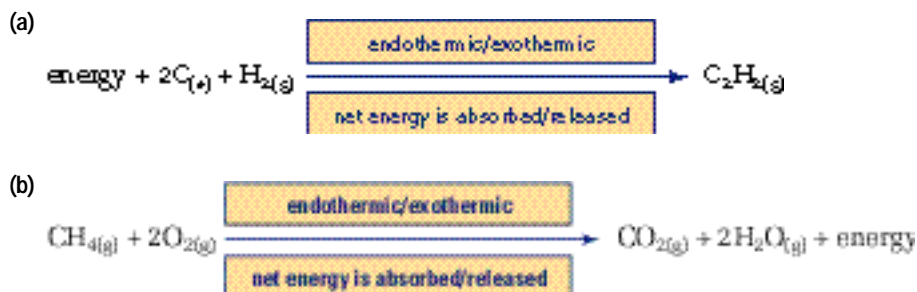 (a)
endothermic/exothermic
energy + 2C(s) + H2(g) C2H2(g)
net energy is absorbed/released
(b)
endothermic/exothermic
CH4(g) + 2O2(g) CO2(g) + 2H2O(g) + energy
net energy is absorbed/released